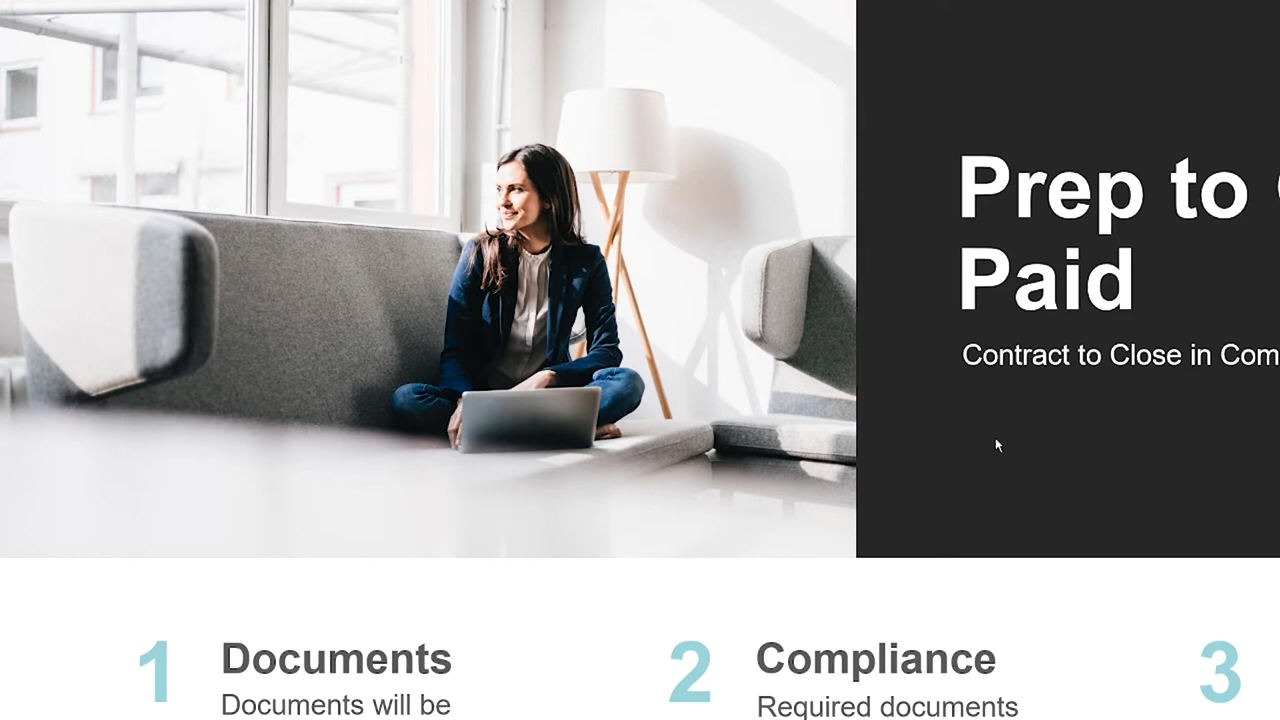 Prep to
Paid
Contract to Close in Com
1
Documents
Documents will be
2
Compliance
Required documents
3